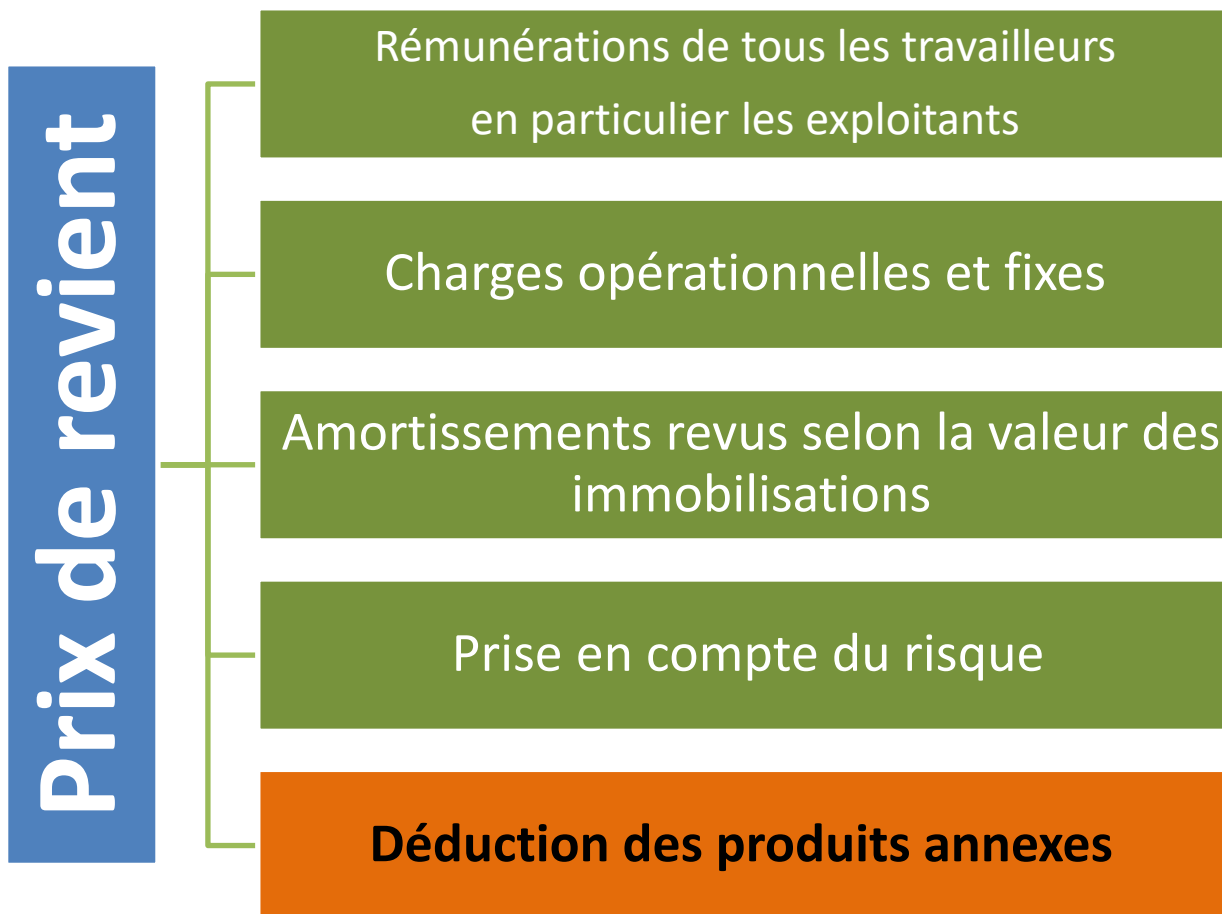 Prix de revient
Rémunérations de tous les travailleurs
en particulier les exploitants
Charges opérationnelles et fixes
Amortissements revus selon la valeur des
immobilisations
Prise en compte du risque
Déduction des produits annexes